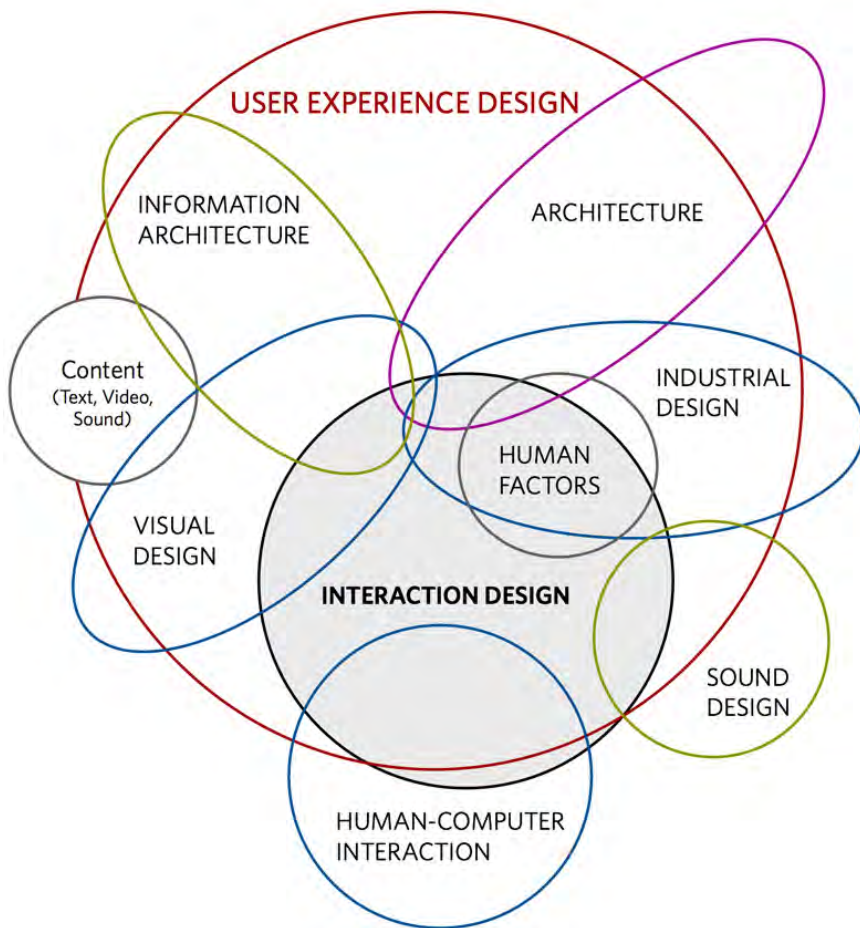 USER EXPERIENCE DESIGN
INFORMATION
ARCHITECTURE
ARCHITECTURE
Content
(Text, Video,
Sound)
INDUSTRIAL
DESIGN
HUMAN
FACTORS
VISUAL
DESIGN
INTERACTION DESIGN
SOUND
DESIGN
HUMAN-COMPUTER
INTERACTION